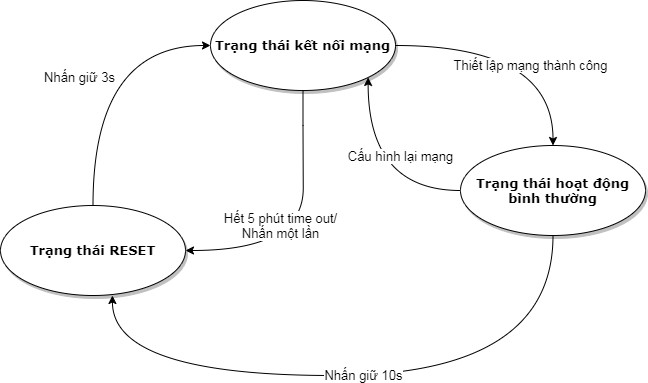 Trạng thái kết nối mạng
Nhấn giữ 3s
Thiết lập mạng thành công
Cấu hình lại mạng
Trạng thái hoạt động
bình thường
Hết 5 phút time out/
Nhấn một lần
Trạng thái RESET
Nhấn giữ 10s